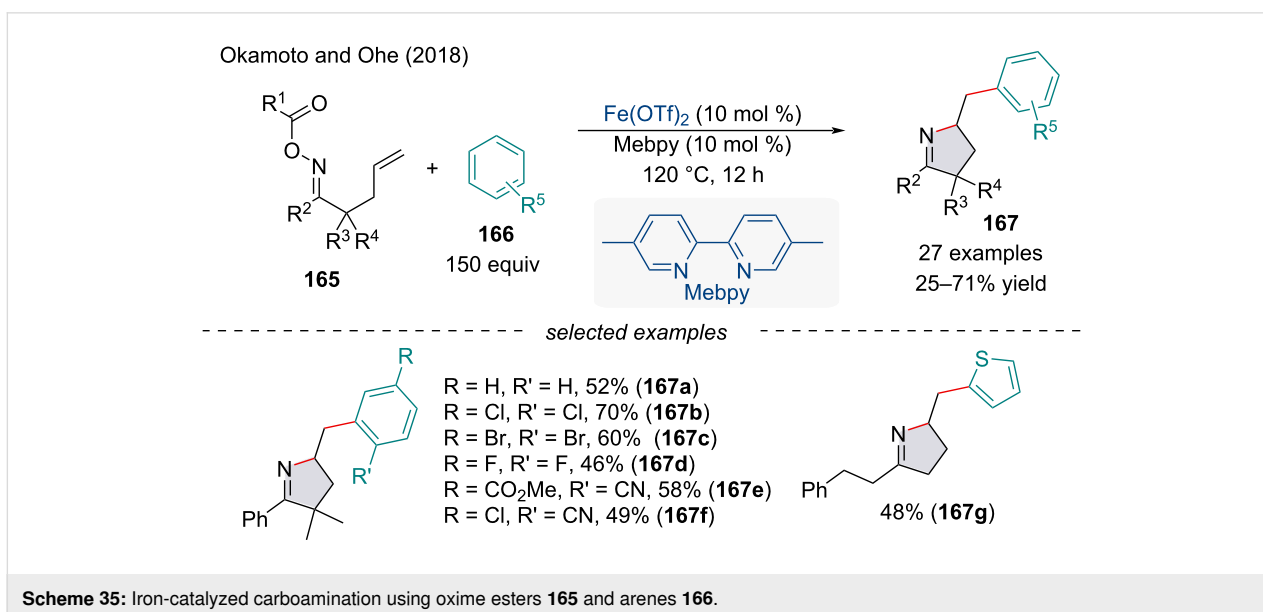 Okamoto and Ohe (2018)
R¹ O
O
N
R²
R³ R⁴
165
+
R⁵
166
150 equiv
Fe(OTf)₂ (10 mol %)
Mebpy (10 mol %)
120 °C, 12 h
N N
Mebpy
R⁵
N
R²
R⁴
R³
167
27 examples
25–71% yield
selected examples
R
R'
N
Ph
R = H, R' = H, 52% (167a)
R = Cl, R' = Cl, 70% (167b)
R = Br, R' = Br, 60% (167c)
R = F, R' = F, 46% (167d)
R = CO₂Me, R' = CN, 58% (167e)
R = Cl, R' = CN, 49% (167f)
S
N
Ph
48% (167g)
Scheme 35: Iron-catalyzed carboamination using oxime esters 165 and arenes 166.